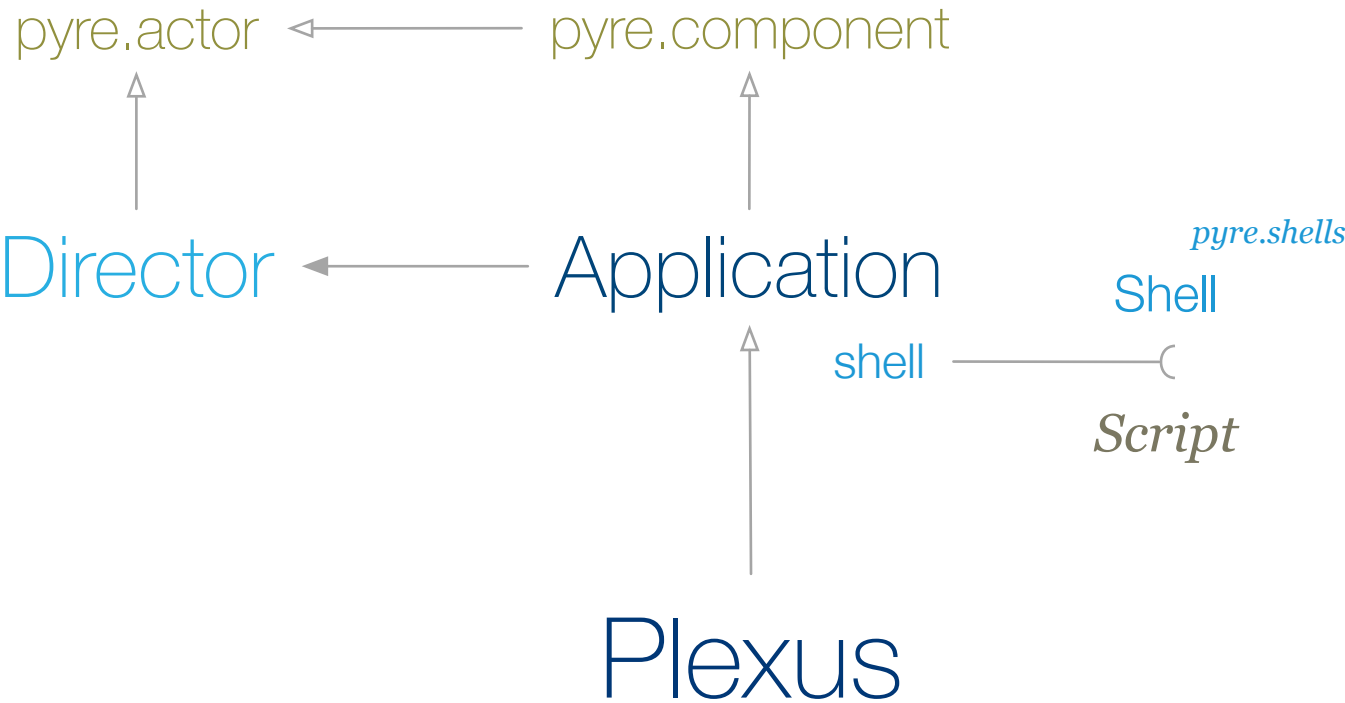 pyre.actor
pyre.component
Director
Application
pyre.shells
Shell
shell
Script
Plexus